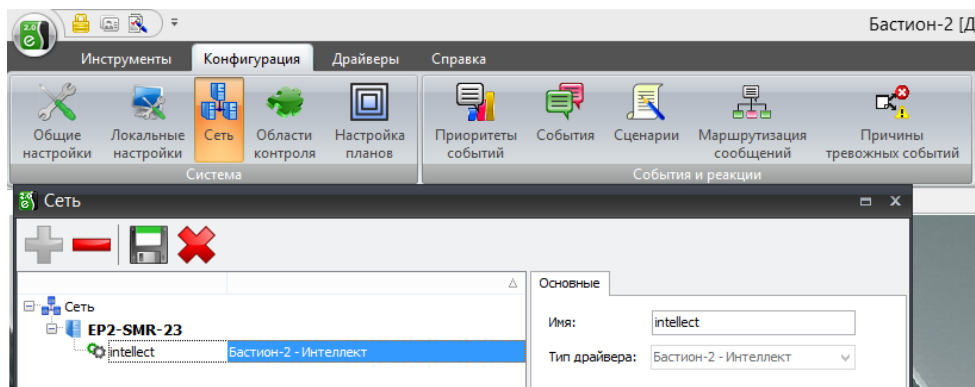 2.0
Бастион-2 [Д
Инструменты Конфигурация Драйверы Справка
Общие настройки Локальные настройки Сеть Области контроля Настройка планов Приоритеты событий События Сценарии Маршрутизация сообщений Причины тревожных событий
Система События и реакции
Сеть
Основные
Сеть
EP2-SMR-23
intellect Бастион-2 - Интеллект
Имя: intellect
Тип драйвера: Бастион-2 - Интеллект